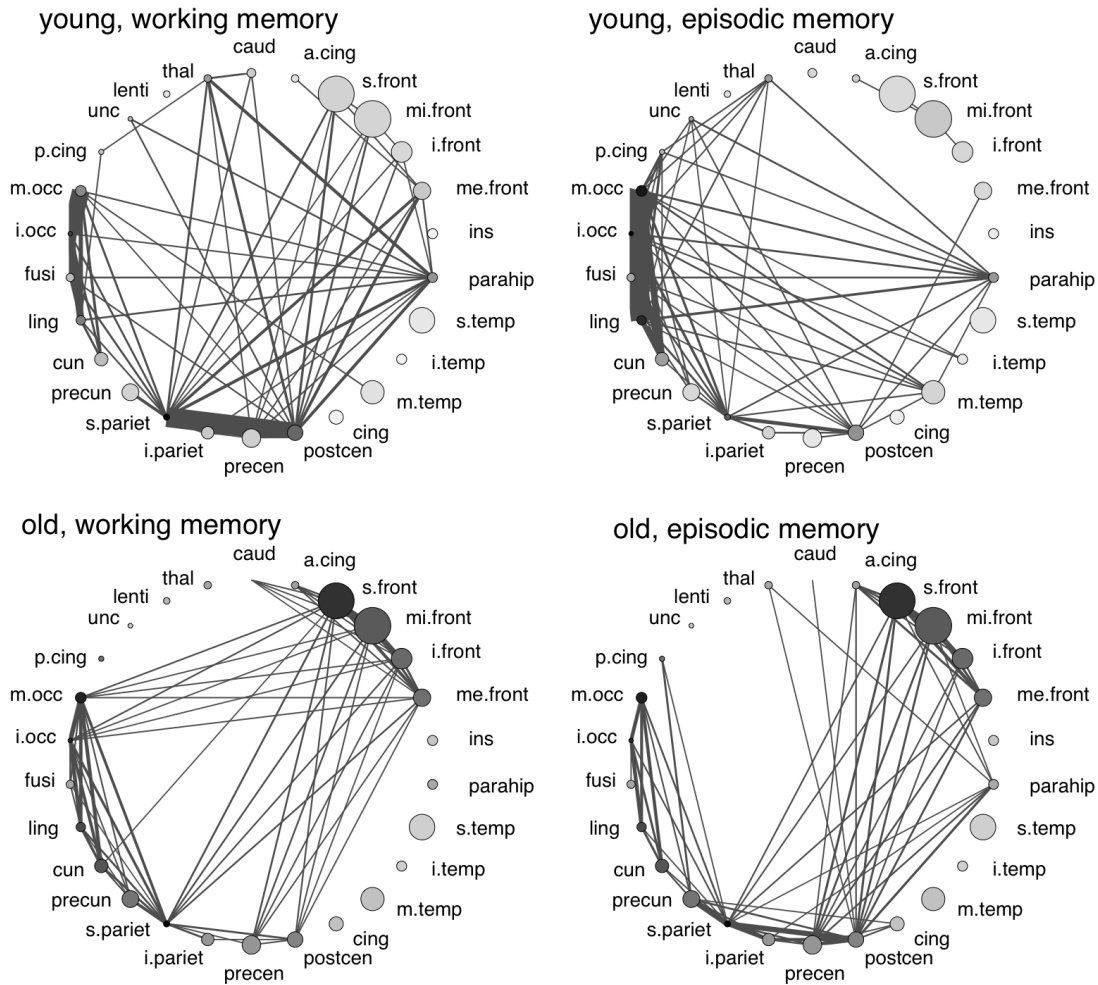 young, working memory
caud
a.cing
thal
s.front
lenti
mi.front
unc
i.front
p.cing
m.occ
me.front
i.occ
ins
fusi
parahip
ling
s.temp
cun
i.temp
precun
m.temp
s.pariet
cing
i.pariet
postcen
precen
young, episodic memory
caud
a.cing
thal
s.front
lenti
mi.front
unc
i.front
p.cing
m.occ
me.front
i.occ
ins
fusi
parahip
ling
s.temp
cun
i.temp
precun
m.temp
s.pariet
cing
i.pariet
postcen
precen
old, working memory
caud
a.cing
thal
s.front
lenti
mi.front
unc
i.front
p.cing
m.occ
me.front
i.occ
ins
fusi
parahip
ling
s.temp
cun
i.temp
precun
m.temp
s.pariet
cing
i.pariet
postcen
precen
old, episodic memory
caud
a.cing
thal
s.front
lenti
mi.front
unc
i.front
p.cing
m.occ
me.front
i.occ
ins
fusi
parahip
ling
s.temp
cun
i.temp
precun
m.temp
s.pariet
cing
i.pariet
postcen
precen